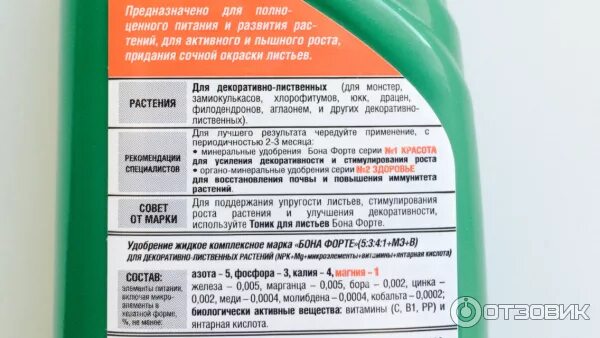 Предназначено для полно-
ценного питания и развития рас-
тений, для активного и пышного роста,
придания сочной окраски листьев.
РАСТЕНИЯ
Для декоративно-лиственных (для монстер,
замиокулькасов, хлорофитумов, юкк, драцен,
филодендронов, аглаонем, и других декоративно-
лиственных).
РЕКОМЕНДАЦИИ
СПЕЦИАЛИСТОВ
Для лучшего результата чередуйте применение, с
периодичностью 2-3 месяца:
• минеральные удобрения Бона Форте серии №1 КРАСОТА
для усиления декоративности и стимулирования роста
• органо-минеральные удобрения серии №2 ЗДОРОВЬЕ
для восстановления почвы и повышения иммунитета
растений.
СОВЕТ
ОТ МАРКИ
Для поддержания упругости листьев, стимулирования
роста растений и улучшения декоративности,
используйте Тоник для листьев Бона Форте.
Удобрение жидкое комплексное марка «БОНА ФОРТЕ»(5:3:4:1+МЭ+В)
ДЛЯ ДЕКОРАТИВНО-ЛИСТВЕННЫХ РАСТЕНИЙ (NPK+Mg+микроэлементы+витамины+янтарная кислота)
СОСТАВ:
элементы питания,
включая микро-
элементы в
хелатной форме,
%, не менее:
азота – 5, фосфора – 3, калия – 4, магния – 1
железа – 0,005, марганца – 0,005, бора – 0,002, цинка –
0,002, меди – 0,0004, молибдена – 0,0004, кобальта – 0,0002;
биологически активные вещества: витамины (С, В1, РР) и
янтарная кислота.
ОТЗОВИК